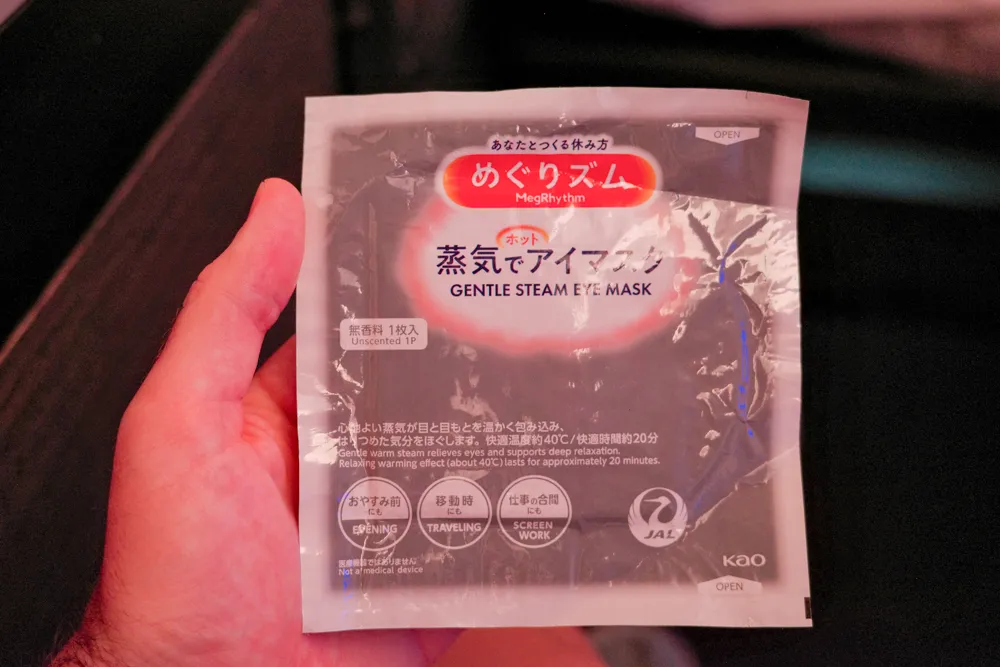 OPEN
あなたとつくる休み方
めぐりズム
MegRhythm
ホット
蒸気でアイマスク
GENTLE STEAM EYE MASK
無香料 1枚入
Unscented 1P
心地よい蒸気が目と目もとを温かく包み込み、
はりつめた気分をほぐします。快適温度約40℃/快適時間約20分
Gentle warm steam relieves eyes and supports deep relaxation.
Relaxing warming effect (about 40℃) lasts for approximately 20 minutes.
おやすみ前
にも
EVENING
移動時
にも
TRAVELING
仕事の合間
にも
SCREEN
WORK
JAL
医療機器ではありません
Not a medical device
Kao
OPEN